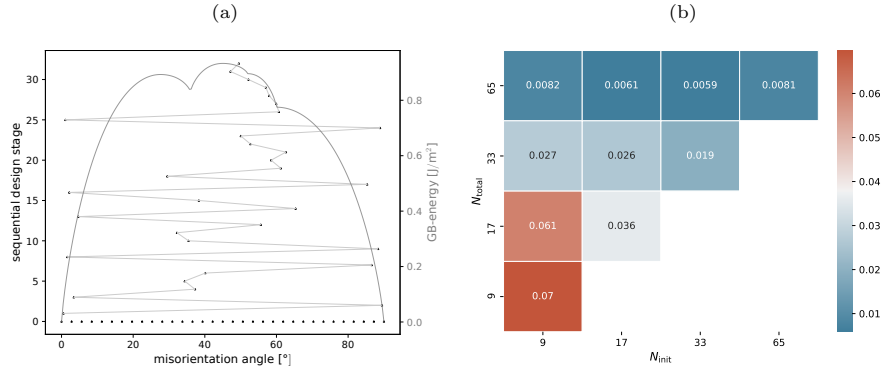 (a)
(b)
sequential design stage
30
25
20
15
10
5
0
0
20
40
60
80
misorientation angle [°]
0.8
0.6
0.4
0.2
0.0
GB-energy [J/m²]
N_total
65
33
17
9
0.0082 0.0061 0.0059 0.0081
0.027 0.026 0.019
0.061 0.036
0.07
9 17 33 65
N_init
0.06
0.05
0.04
0.03
0.02
0.01